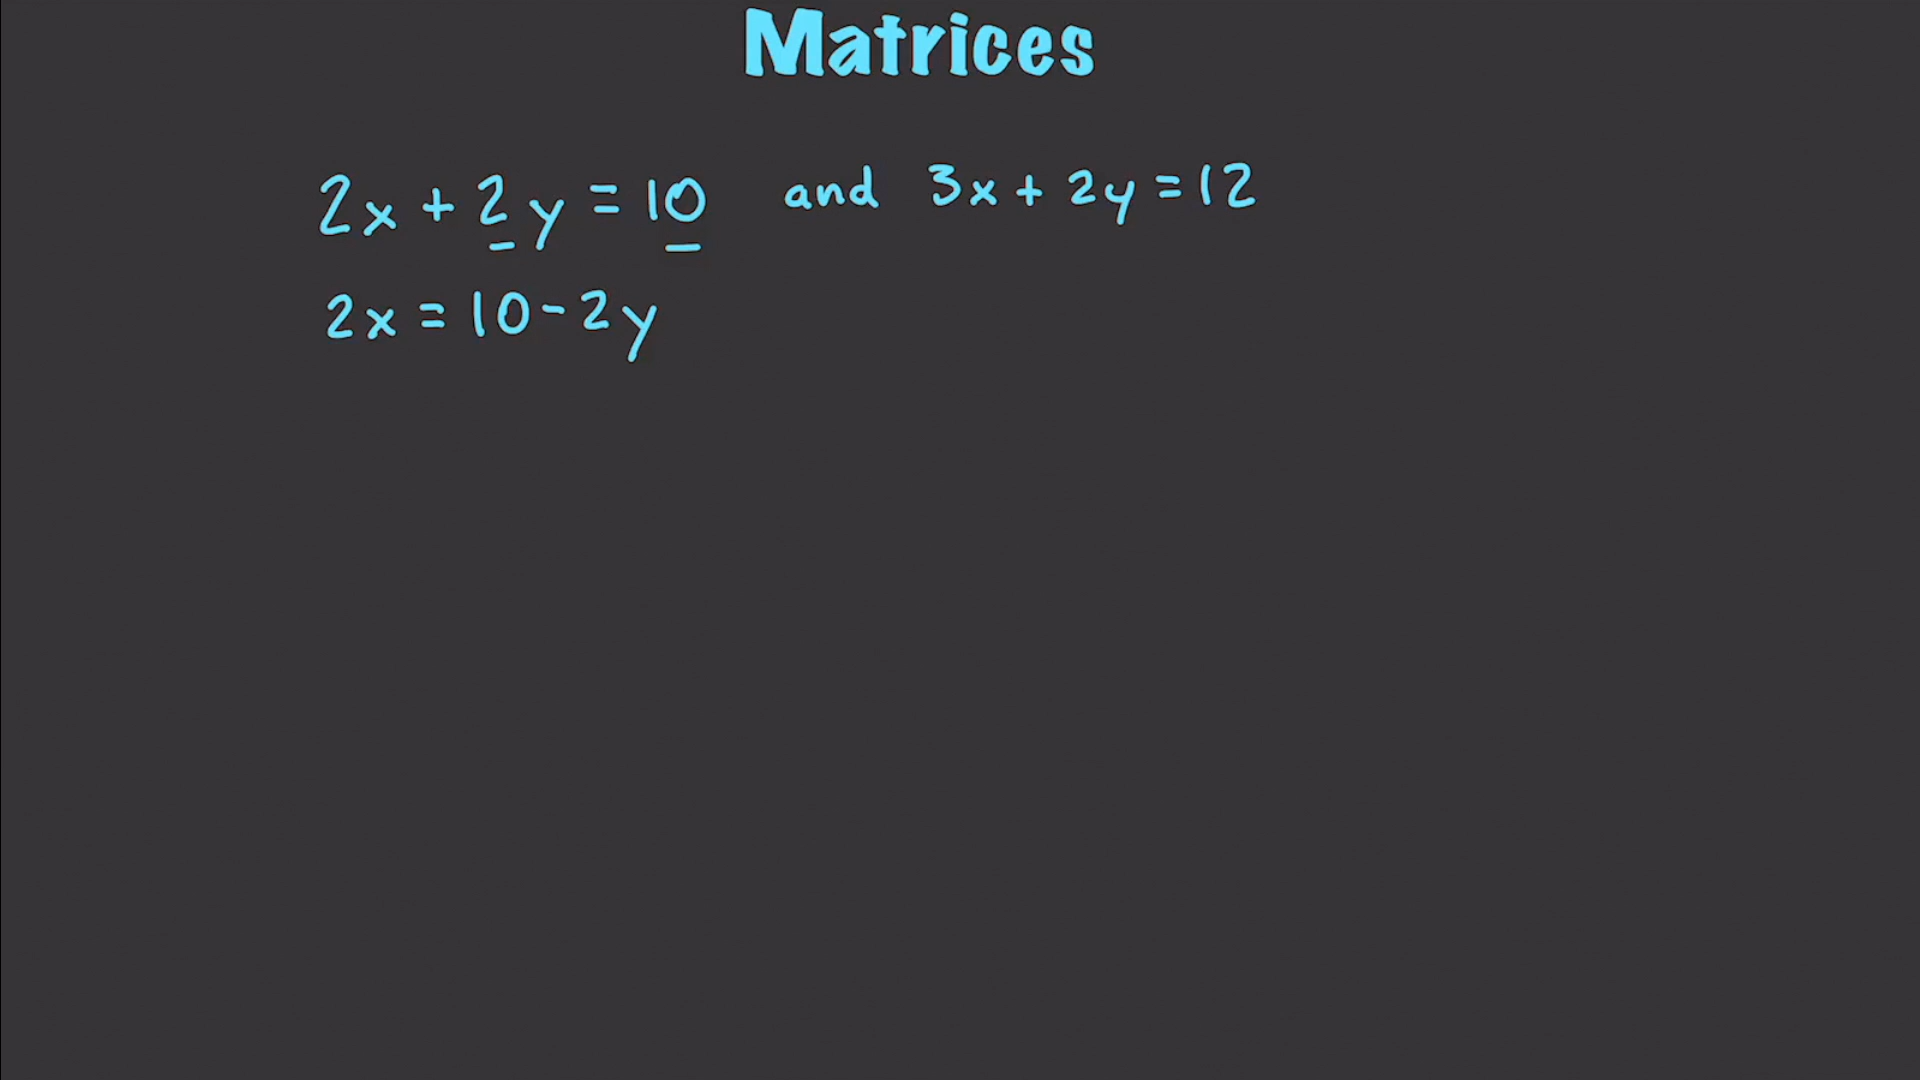 Matrices
2x + 2y = 10 and 3x + 2y = 12
2x = 10 - 2y